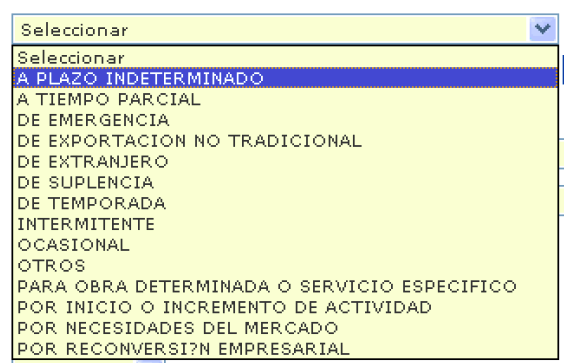 Seleccionar
Seleccionar
A PLAZO INDETERMINADO
A TIEMPO PARCIAL
DE EMERGENCIA
DE EXPORTACION NO TRADICIONAL
DE EXTRANJERO
DE SUPLENCIA
DE TEMPORADA
INTERMITENTE
OCASIONAL
OTROS
PARA OBRA DETERMINADA O SERVICIO ESPECIFICO
POR INICIO O INCREMENTO DE ACTIVIDAD
POR NECESIDADES DEL MERCADO
POR RECONVERSI?N EMPRESARIAL